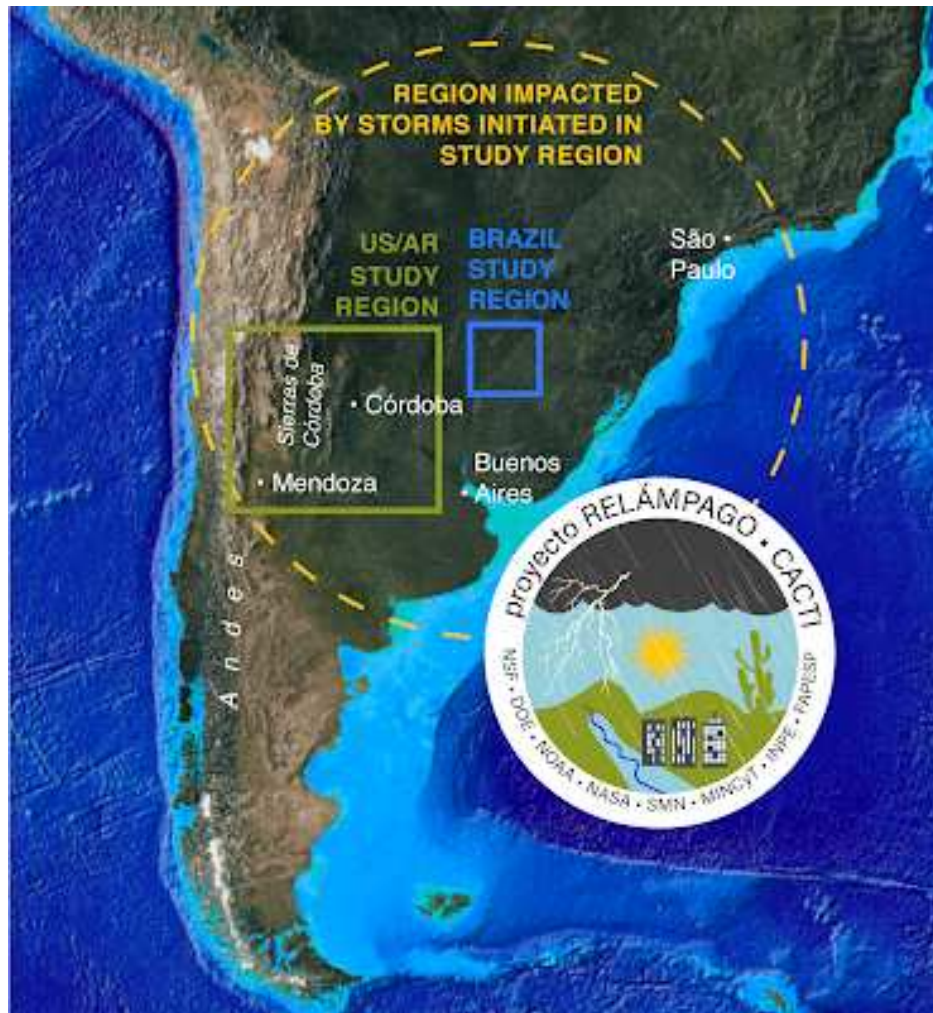 REGION IMPACTED
BY STORMS INITIATED IN
STUDY REGION
US/AR
STUDY
REGION
BRAZIL
STUDY
REGION
São
Paulo
Sierras de
Córdoba
Córdoba
Mendoza
Buenos
Aires
Andes
proyecto RELÁMPAGO • CACTI
NSF • DOE • NOAA • NASA • SMN • MINCyT • INPE • FAPESP